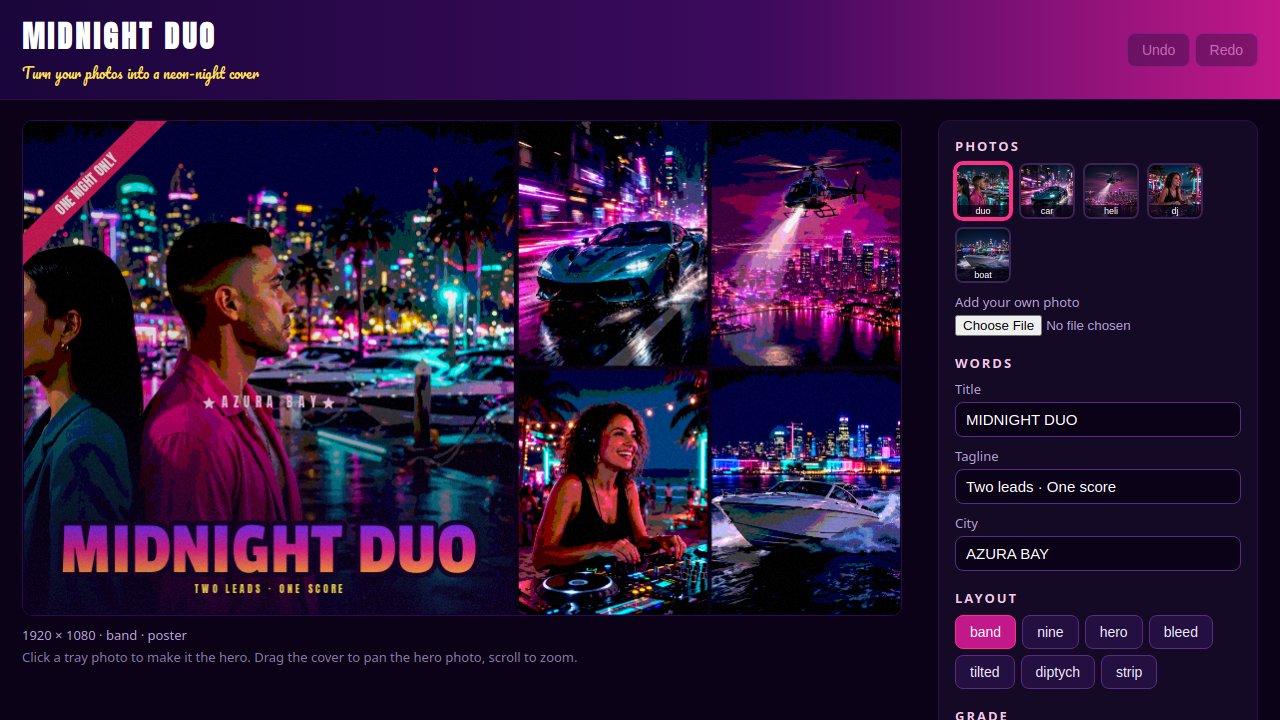 MIDNIGHT DUO
Turn your photos into a neon-night cover
Undo
Redo
ONE NIGHT ONLY
★ AZURA BAY ★
MIDNIGHT DUO
TWO LEADS · ONE SCORE
1920 × 1080 · band · poster
Click a tray photo to make it the hero. Drag the cover to pan the hero photo, scroll to zoom.
PHOTOS
duo
car
heli
dj
boat
Add your own photo
Choose File No file chosen
WORDS
Title
MIDNIGHT DUO
Tagline
Two leads · One score
City
AZURA BAY
LAYOUT
band
nine
hero
bleed
tilted
diptych
strip
GRADE